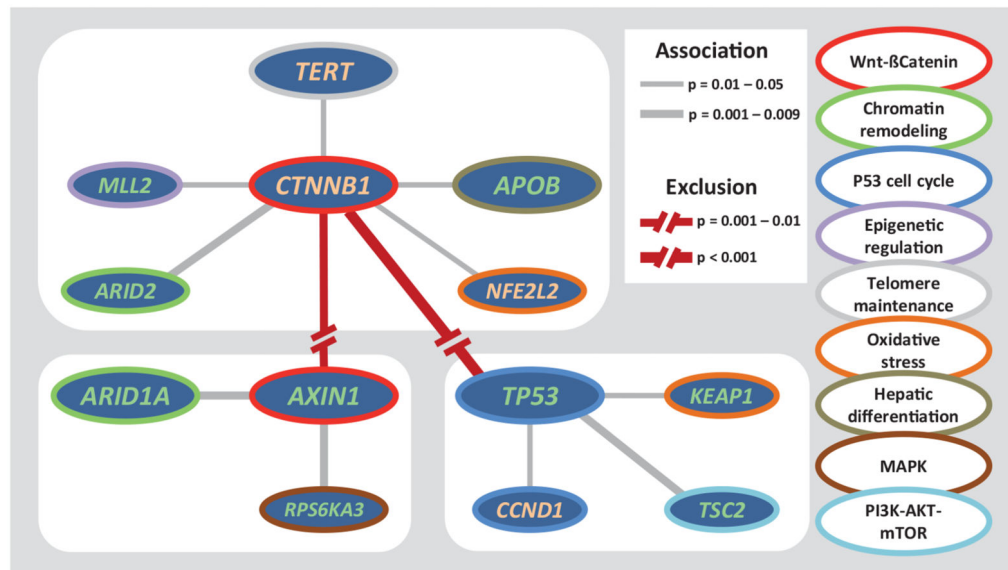 TERT
MLL2
CTNNB1
APOB
ARID2
NFE2L2
ARID1A
AXIN1
RPS6KA3
TP53
KEAP1
CCND1
TSC2
Association
p = 0.01 – 0.05
p = 0.001 – 0.009
Exclusion
p = 0.001 – 0.01
p < 0.001
Wnt-ßCatenin
Chromatin
remodeling
P53 cell cycle
Epigenetic
regulation
Telomere
maintenance
Oxidative
stress
Hepatic
differentiation
MAPK
PI3K-AKT-
mTOR